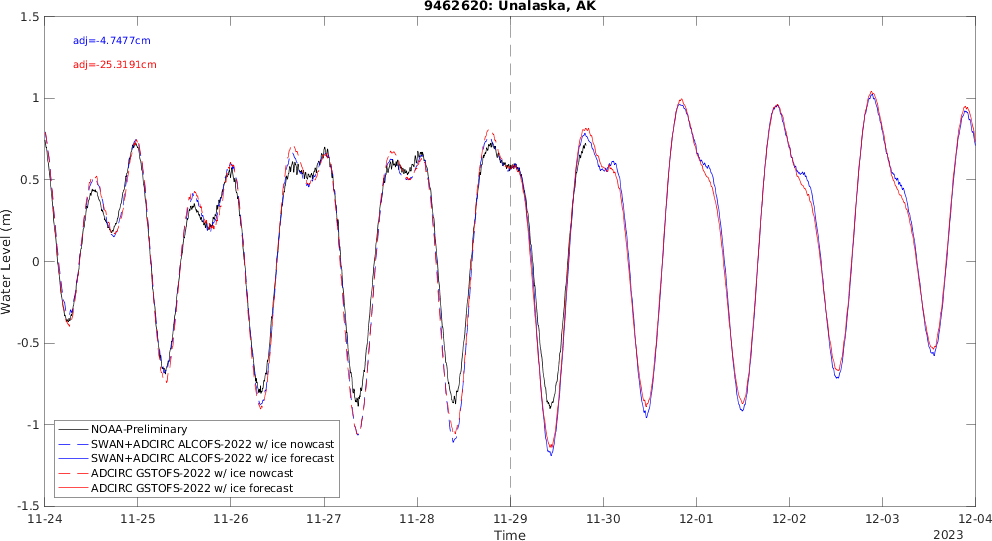 9462620: Unalaska, AK
adj=-4.7477cm
adj=-25.3191cm
1.5
1
0.5
0
-0.5
-1
-1.5
Water Level (m)
NOAA-Preliminary
SWAN+ADCIRC ALCOFS-2022 w/ ice nowcast
SWAN+ADCIRC ALCOFS-2022 w/ ice forecast
ADCIRC GSTOFS-2022 w/ ice nowcast
ADCIRC GSTOFS-2022 w/ ice forecast
11-24 11-25 11-26 11-27 11-28 11-29 11-30 12-01 12-02 12-03 12-04
Time
2023